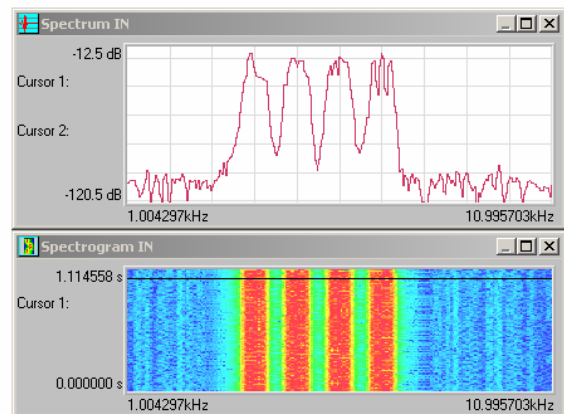 Spectrum IN
-12.5 dB
Cursor 1:
Cursor 2:
-120.5 dB
1.004297kHz 10.995703kHz
Spectrogram IN
1.114558 s
Cursor 1:
0.000000 s
1.004297kHz 10.995703kHz